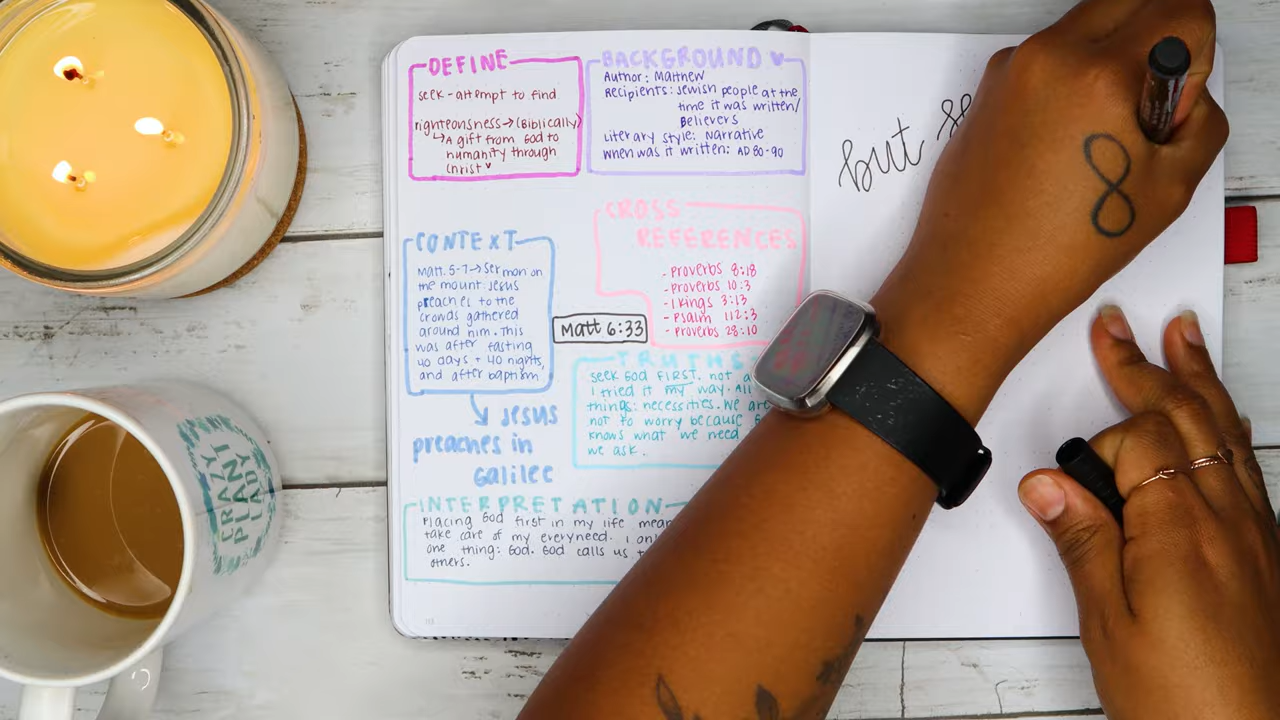 DEFINE
seek - attempt to find
righteousness→(Biblically)
↳A gift from God to
humanity through
Christ♥
BACKGROUND ♥
Author: Matthew
Recipients: Jewish people at the
time it was written/
Believers
Literary style: Narrative
when was it written: AD 80-90
but
CONTEXT
Matt. 5-7→Sermon on
the mount. Jesus
preaches to the
crowds gathered
around him. This
was after fasting
40 days + 40 nights,
and after baptism.
↘ JESUS
preaches in
Galilee
CROSS
REFERENCES
- Proverbs 8:18
- Proverbs 10:3
- 1 Kings 3:13
- Psalm 112:3
- Proverbs 28:10
Matt 6:33
TRUTHS
Seek God FIRST, not a
I tried it my way. All
things: necessities. We are
not to worry because
knows what we need
we ask.
INTERPRETATION
Placing God first in my life mean
take care of my every need. I on
one thing: God. God calls us t
others.
CRAZY
PLANT
LADY